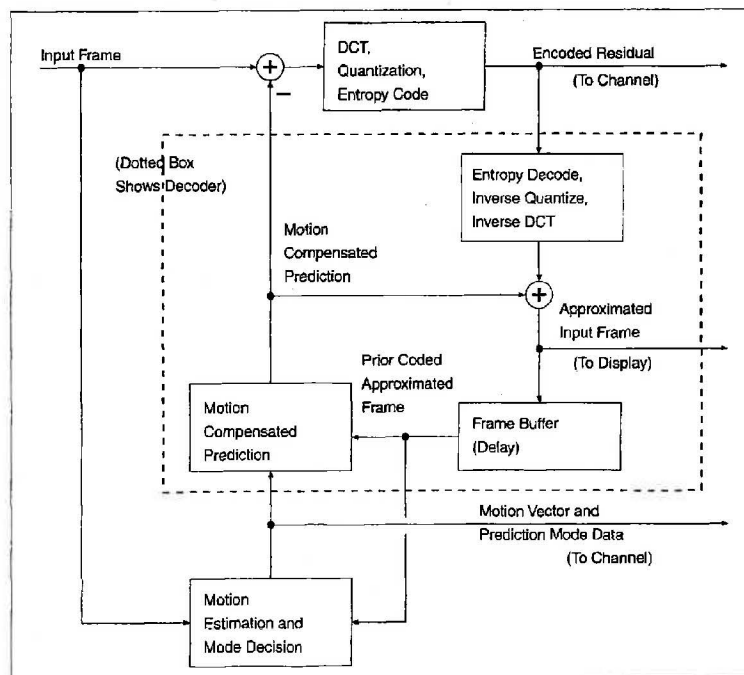 Input Frame
DCT,
Quantization,
Entropy Code
Encoded Residual
(To Channel)
+
−
(Dotted Box
Shows Decoder)
Entropy Decode,
Inverse Quantize,
Inverse DCT
Motion
Compensated
Prediction
+
Approximated
Input Frame
(To Display)
Prior Coded
Approximated
Frame
Motion
Compensated
Prediction
Frame Buffer
(Delay)
Motion Vector and
Prediction Mode Data
(To Channel)
Motion
Estimation and
Mode Decision